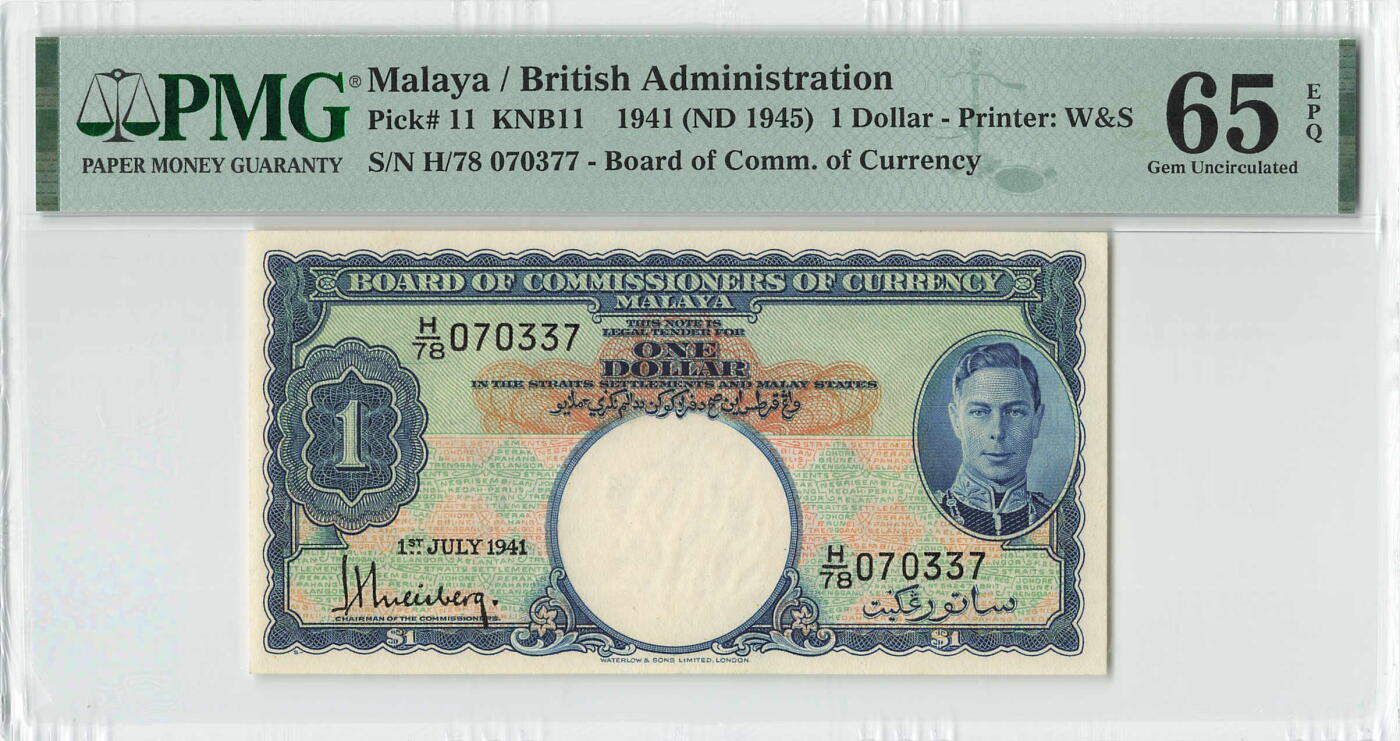 PMG®
PAPER MONEY GUARANTY
Malaya / British Administration
Pick# 11 KNB11 1941 (ND 1945) 1 Dollar - Printer: W&S
S/N H/78 070377 - Board of Comm. of Currency
65
EPQ
Gem Uncirculated
BOARD OF COMMISSIONERS OF CURRENCY
MALAYA
H/78 070337
THIS NOTE IS
LEGAL TENDER FOR
ONE
DOLLAR
IN THE STRAITS SETTLEMENTS AND MALAY STATES
1
1ST JULY 1941
H/78 070337
ساتو رڠݢيت
CHAIRMAN OF THE COMMISSIONERS.
$1
$1
WATERLOW & SONS LIMITED, LONDON.